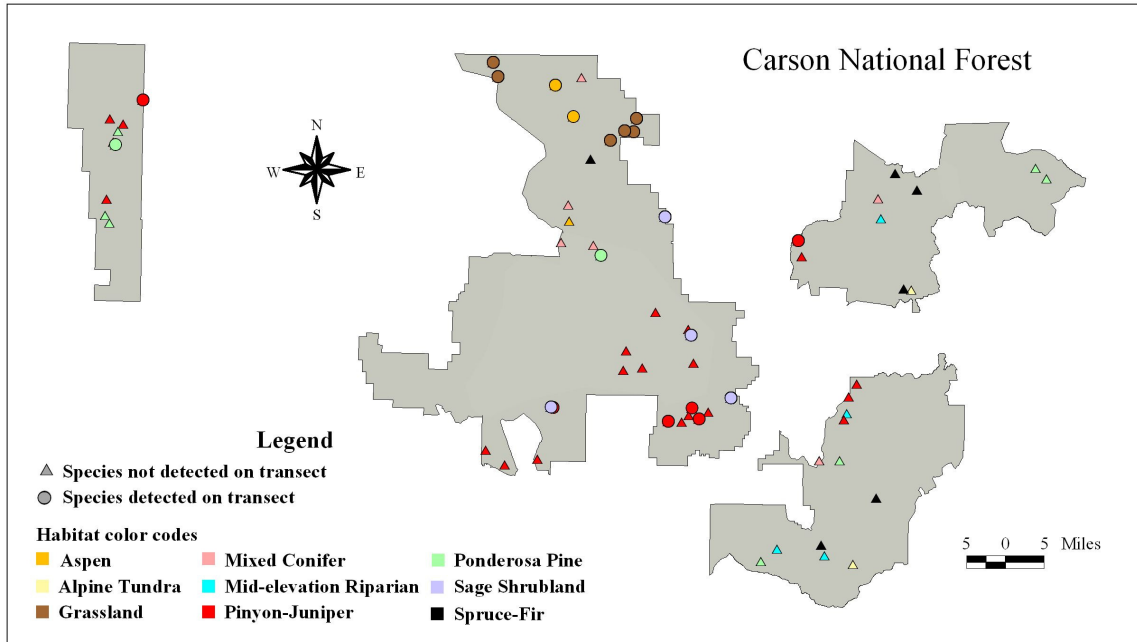 Carson National Forest
N
W E
S
Legend
Species not detected on transect
Species detected on transect
Habitat color codes
Aspen Mixed Conifer Ponderosa Pine
Alpine Tundra Mid-elevation Riparian Sage Shrubland
Grassland Pinyon-Juniper Spruce-Fir
5 0 5 Miles